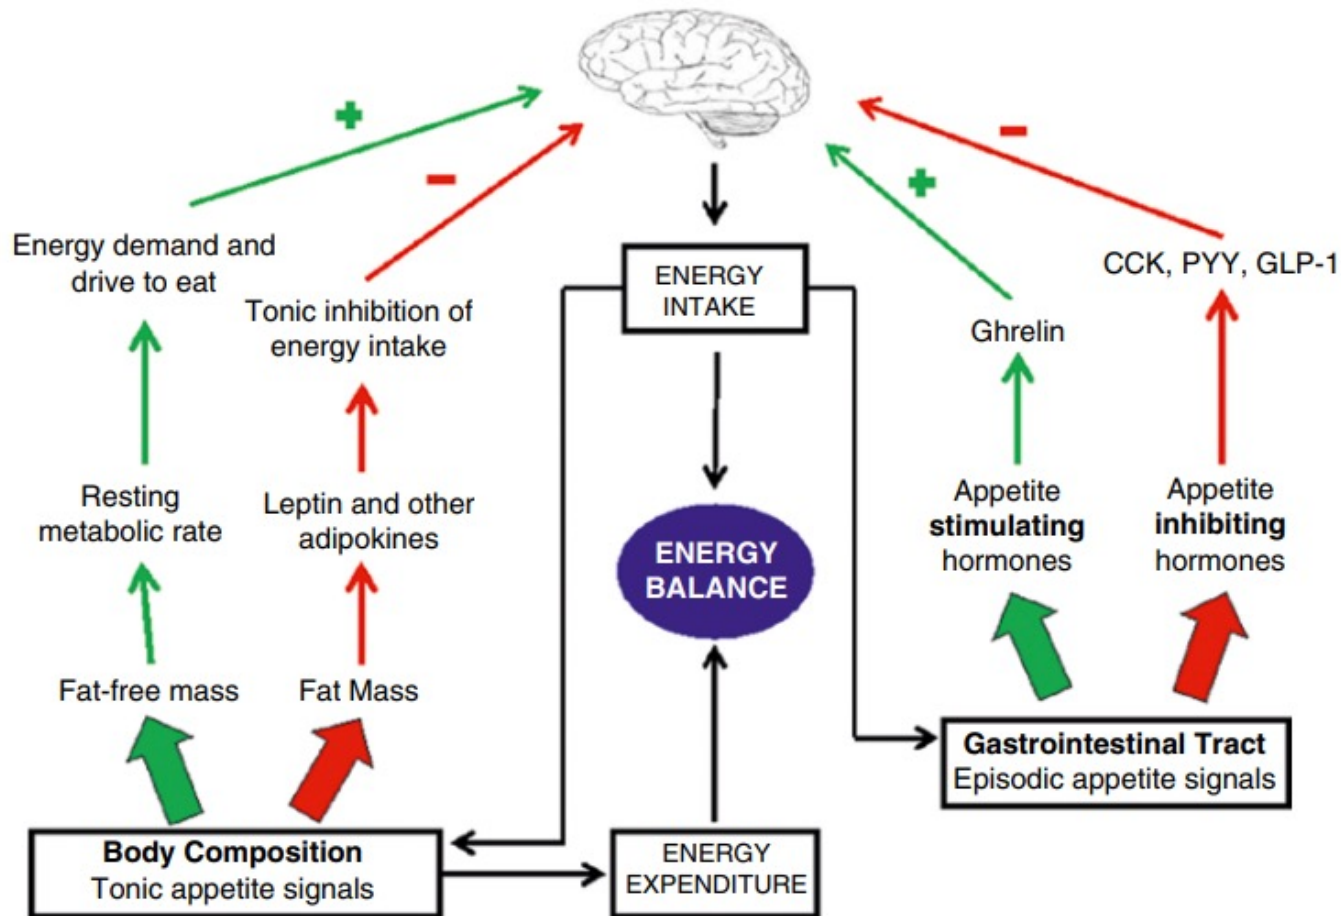 +
−
−
+
Energy demand and
drive to eat
Tonic inhibition of
energy intake
ENERGY
INTAKE
Ghrelin
CCK, PYY, GLP-1
Resting
metabolic rate
Leptin and other
adipokines
ENERGY
BALANCE
Appetite
stimulating
hormones
Appetite
inhibiting
hormones
Fat-free mass
Fat Mass
Body Composition
Tonic appetite signals
ENERGY
EXPENDITURE
Gastrointestinal Tract
Episodic appetite signals